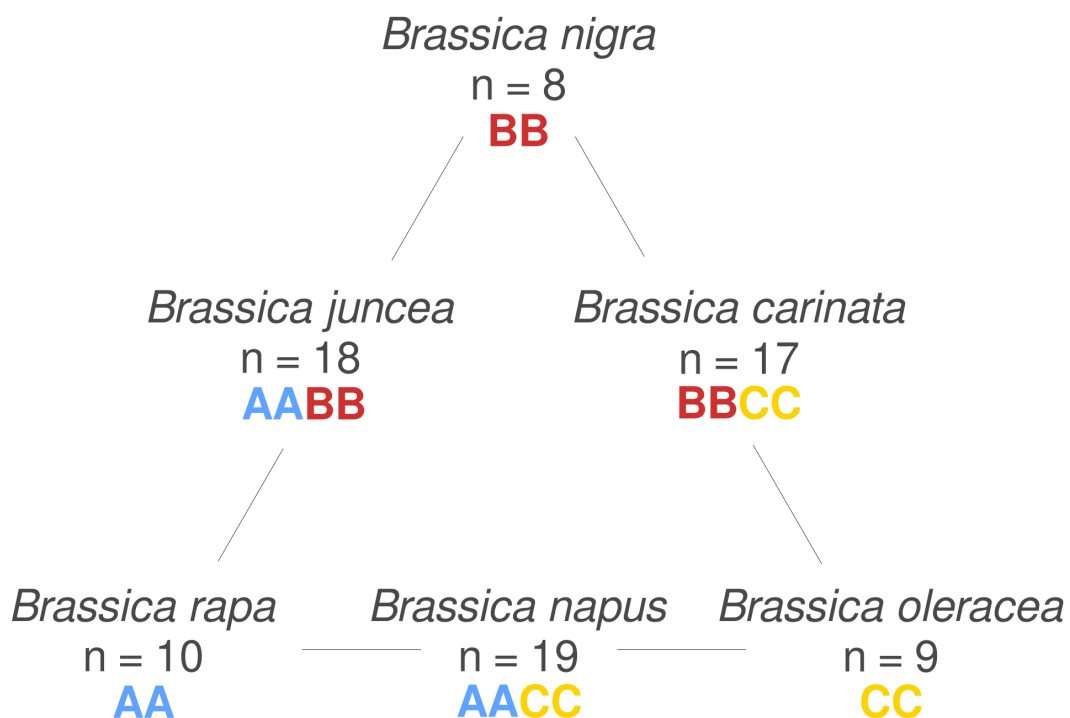 Brassica nigra
n = 8
BB
Brassica juncea
n = 18
AABB
Brassica carinata
n = 17
BBCC
Brassica rapa
n = 10
AA
Brassica napus
n = 19
AACC
Brassica oleracea
n = 9
CC